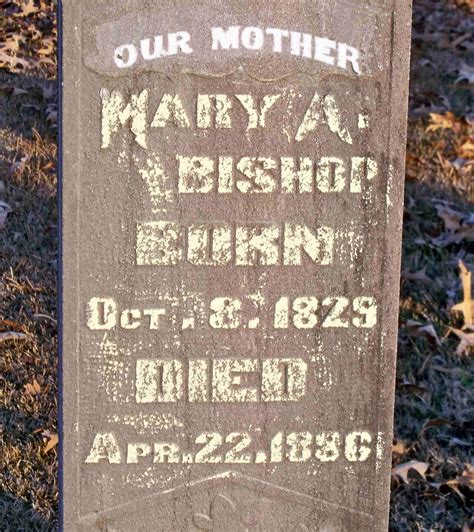 OUR MOTHER
MARY A.
BISHOP
BORN
OCT. 8. 1829
DIED
APR. 22, 1886